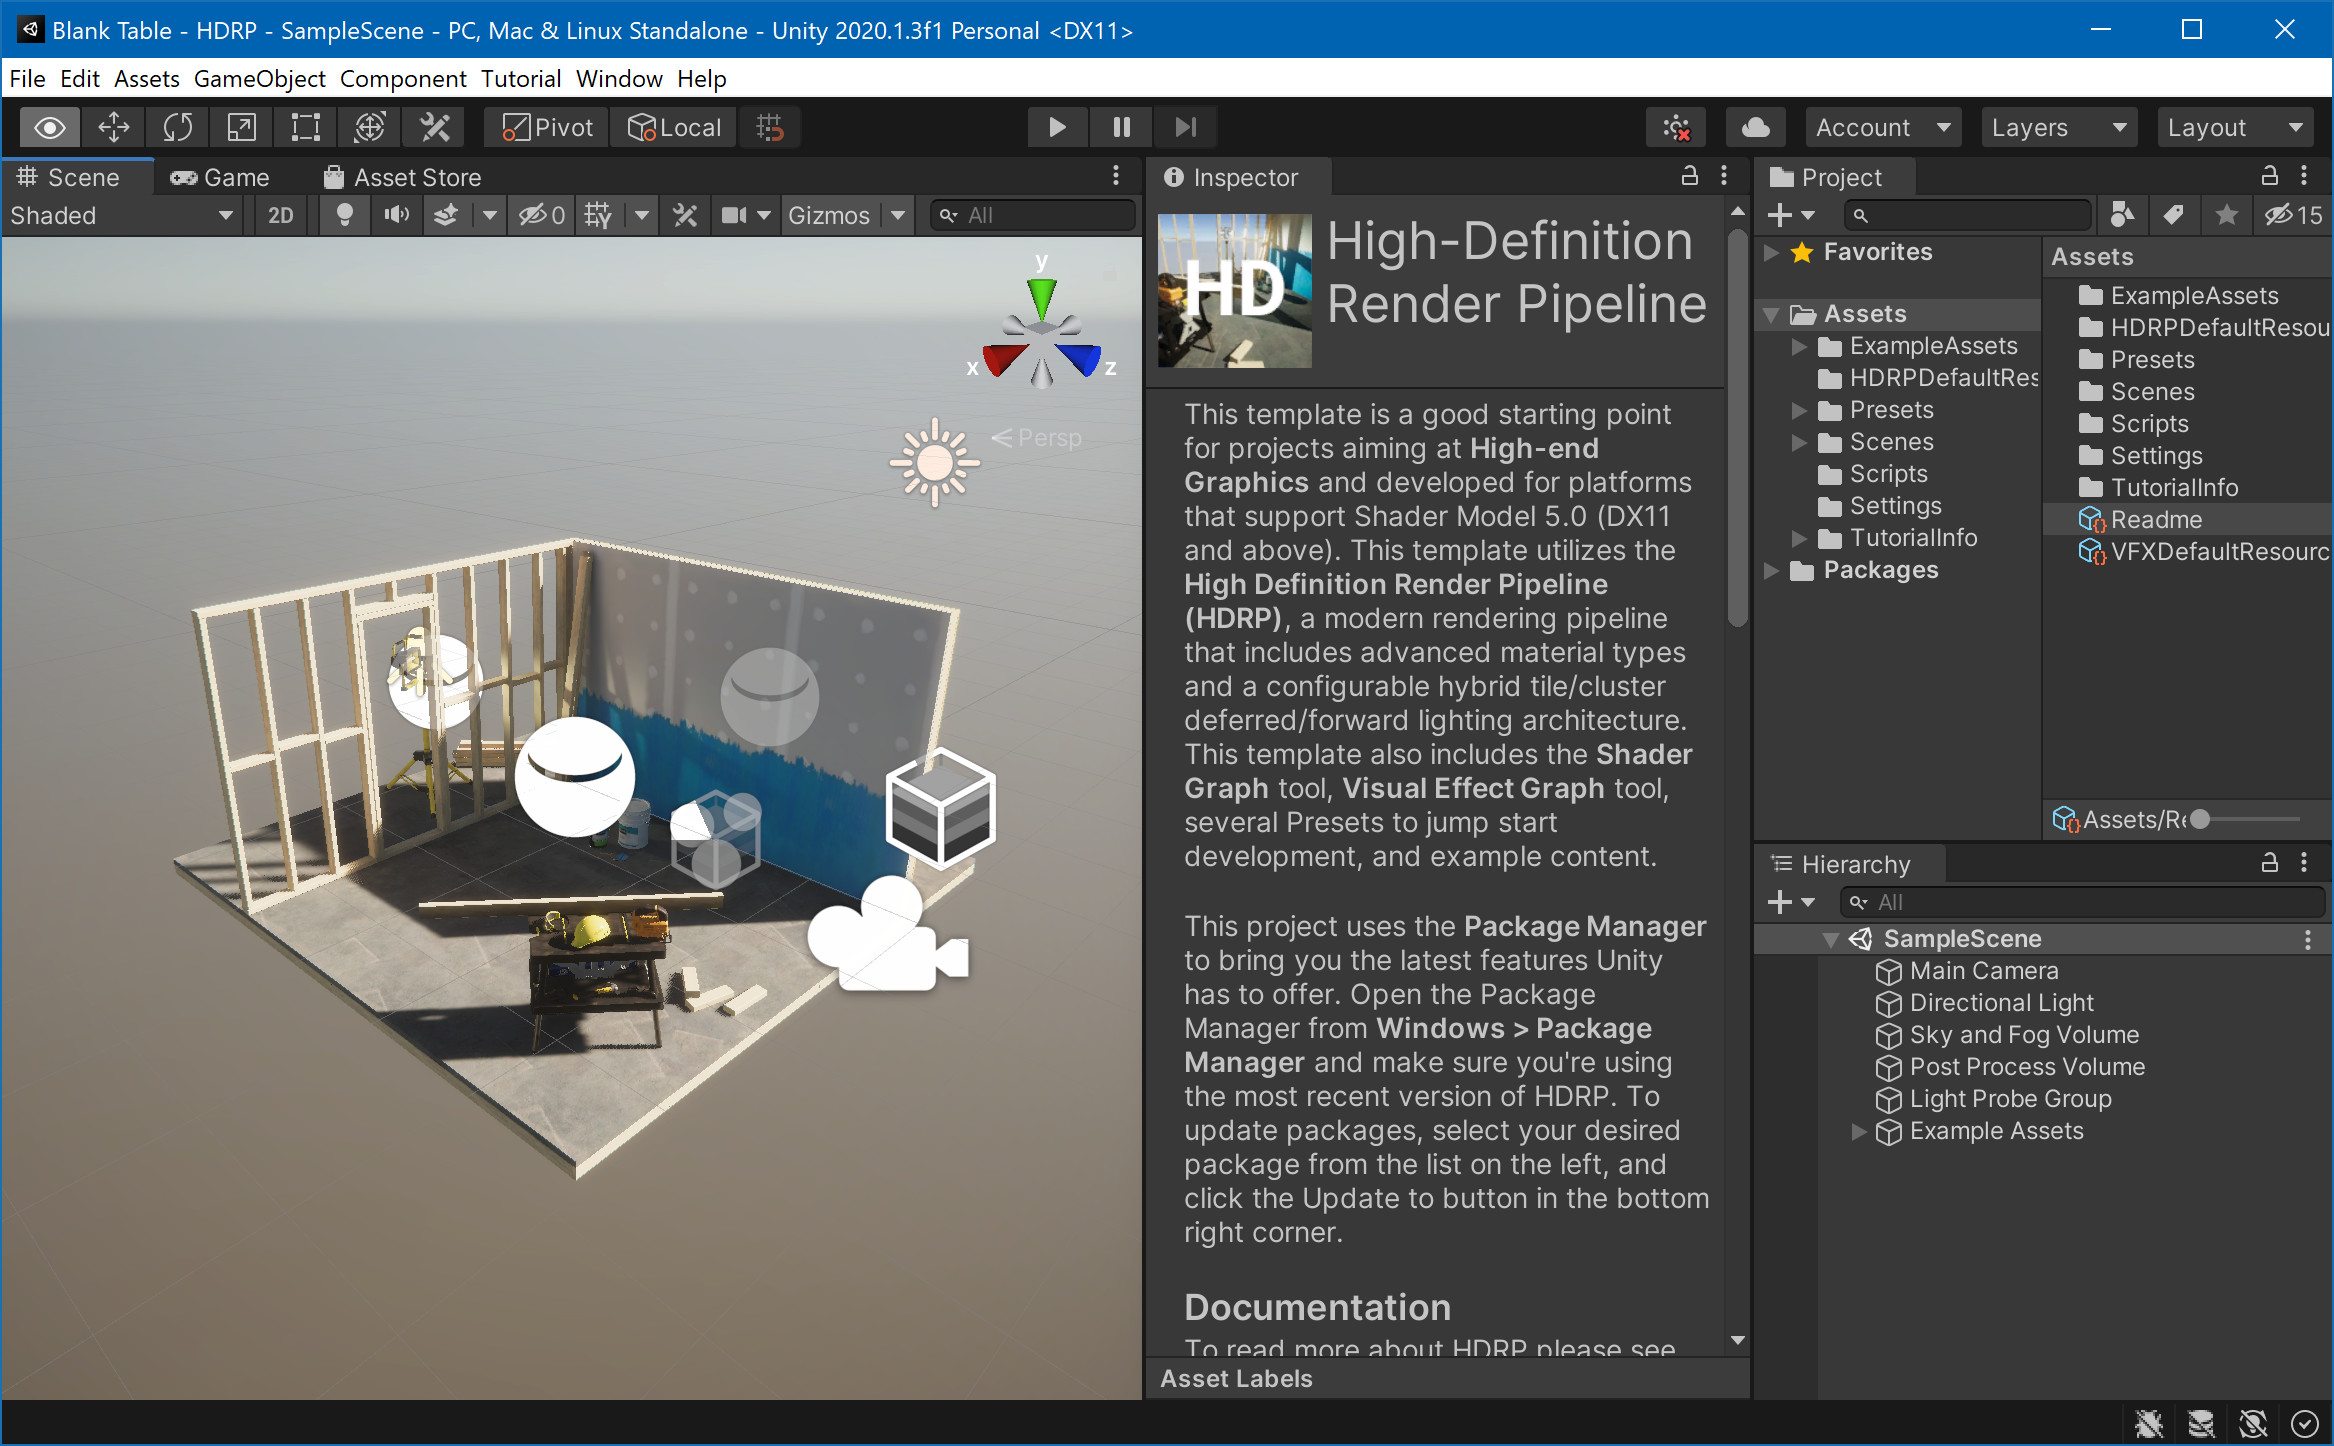 Blank Table - HDRP - SampleScene - PC, Mac & Linux Standalone - Unity 2020.1.3f1 Personal <DX11>
File Edit Assets GameObject Component Tutorial Window Help
Pivot Local Account Layers Layout
Scene Game Asset Store
Shaded 2D 0 Gizmos All
y
x z
Persp
Inspector
HD
High-Definition
Render Pipeline
This template is a good starting point
for projects aiming at High-end
Graphics and developed for platforms
that support Shader Model 5.0 (DX11
and above). This template utilizes the
High Definition Render Pipeline
(HDRP), a modern rendering pipeline
that includes advanced material types
and a configurable hybrid tile/cluster
deferred/forward lighting architecture.
This template also includes the Shader
Graph tool, Visual Effect Graph tool,
several Presets to jump start
development, and example content.
This project uses the Package Manager
to bring you the latest features Unity
has to offer. Open the Package
Manager from Windows > Package
Manager and make sure you're using
the most recent version of HDRP. To
update packages, select your desired
package from the list on the left, and
click the Update to button in the bottom
right corner.
Documentation
To read more about HDRP please see
Asset Labels
Project
15
Favorites
Assets
ExampleAssets
HDRPDefaultRes
Presets
Scenes
Scripts
Settings
TutorialInfo
Packages
Assets
ExampleAssets
HDRPDefaultResou
Presets
Scenes
Scripts
Settings
TutorialInfo
Readme
VFXDefaultResourc
Assets/Re
Hierarchy
All
SampleScene
Main Camera
Directional Light
Sky and Fog Volume
Post Process Volume
Light Probe Group
Example Assets